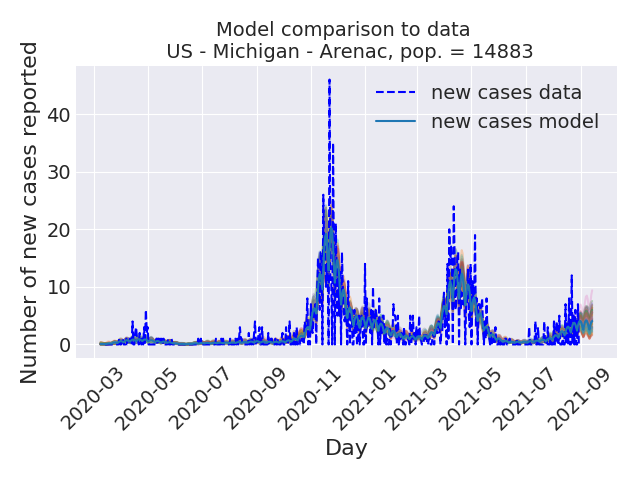 Model comparison to data
US - Michigan - Arenac, pop. = 14883
new cases data
new cases model
Number of new cases reported
40
30
20
10
0
2020-03
2020-05
2020-07
2020-09
2020-11
2021-01
2021-03
2021-05
2021-07
2021-09
Day